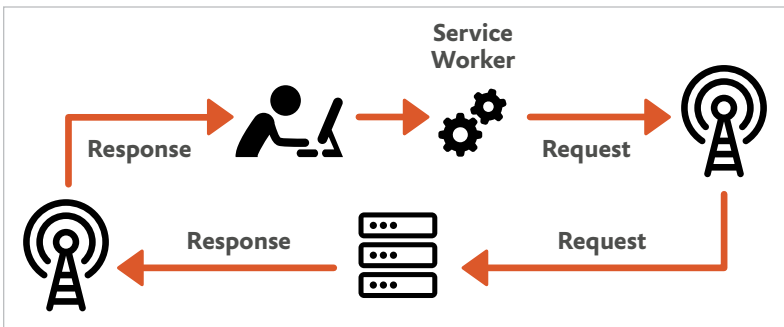 Service
Worker
Response
Request
Response
Request